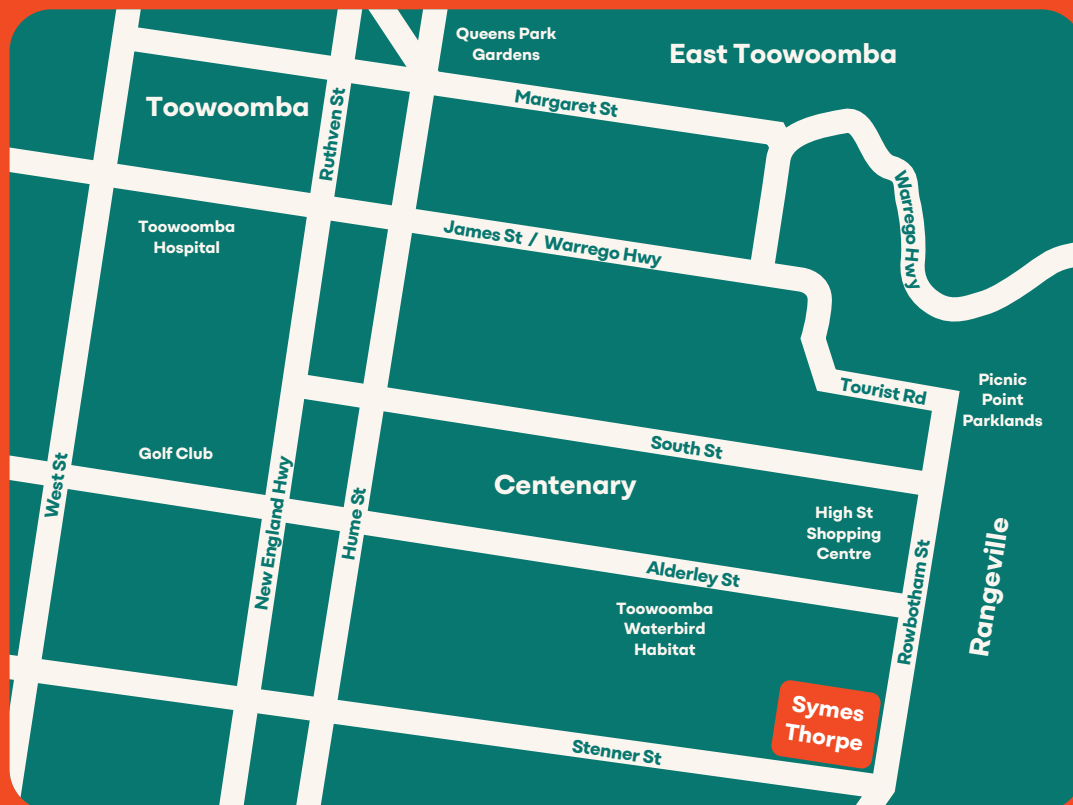 Queens Park
Gardens
East Toowoomba
Toowoomba
Margaret St
Ruthven St
Warrego Hwy
Toowoomba
Hospital
James St / Warrego Hwy
Tourist Rd
Picnic
Point
Parklands
South St
Golf Club
West St
New England Hwy
Hume St
Centenary
High St
Shopping
Centre
Rangeville
Rowbotham St
Alderley St
Toowoomba
Waterbird
Habitat
Symes
Thorpe
Stenner St